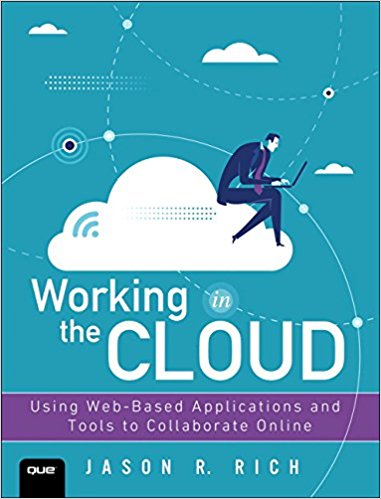 Working in
the CLOUD
Using Web-Based Applications and
Tools to Collaborate Online
que
JASON R. RICH